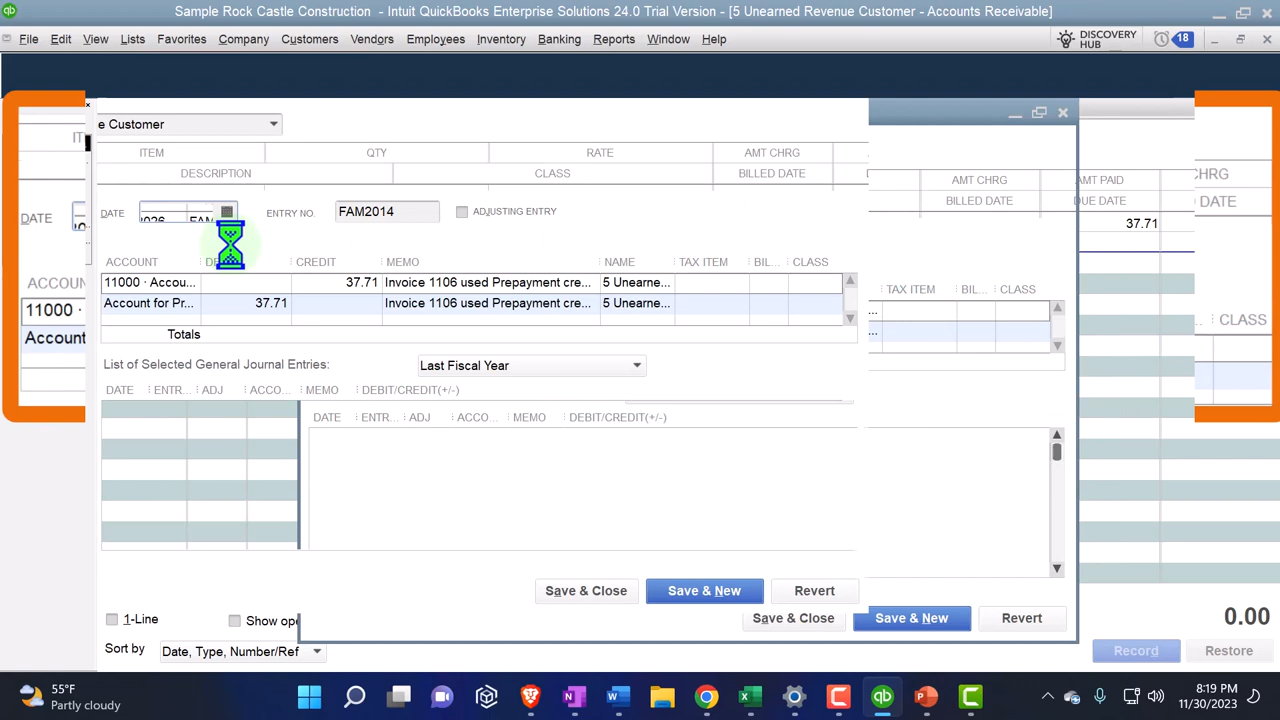 Sample Rock Castle Construction - Intuit QuickBooks Enterprise Solutions 24.0 Trial Version - [5 Unearned Revenue Customer - Accounts Receivable]
File Edit View Lists Favorites Company Customers Vendors Employees Inventory Banking Reports Window Help
DISCOVERY
HUB
18
e Customer
ITEM QTY RATE AMT CHRG
DESCRIPTION CLASS BILLED DATE
AMT CHRG AMT PAID
BILLED DATE DUE DATE
37.71
CHRG
DATE
IT
DATE
DATE ENTRY NO. FAM2014 ADJUSTING ENTRY
ACCOUNT CREDIT MEMO NAME TAX ITEM BIL... CLASS
11000 · Accou... 37.71 Invoice 1106 used Prepayment cre... 5 Unearne...
Account for Pr... 37.71 Invoice 1106 used Prepayment cre... 5 Unearne...
Totals
TAX ITEM BIL... CLASS
ACCOUN
11000 ·
Account
CLASS
List of Selected General Journal Entries: Last Fiscal Year
DATE ENTR... ADJ ACCO... MEMO DEBIT/CREDIT(+/-)
DATE ENTR... ADJ ACCO... MEMO DEBIT/CREDIT(+/-)
Save & Close Save & New Revert
Save & Close Save & New Revert
1-Line Show ope
0.00
Sort by Date, Type, Number/Ref
Record Restore
55°F
Partly cloudy
8:19 PM
11/30/2023